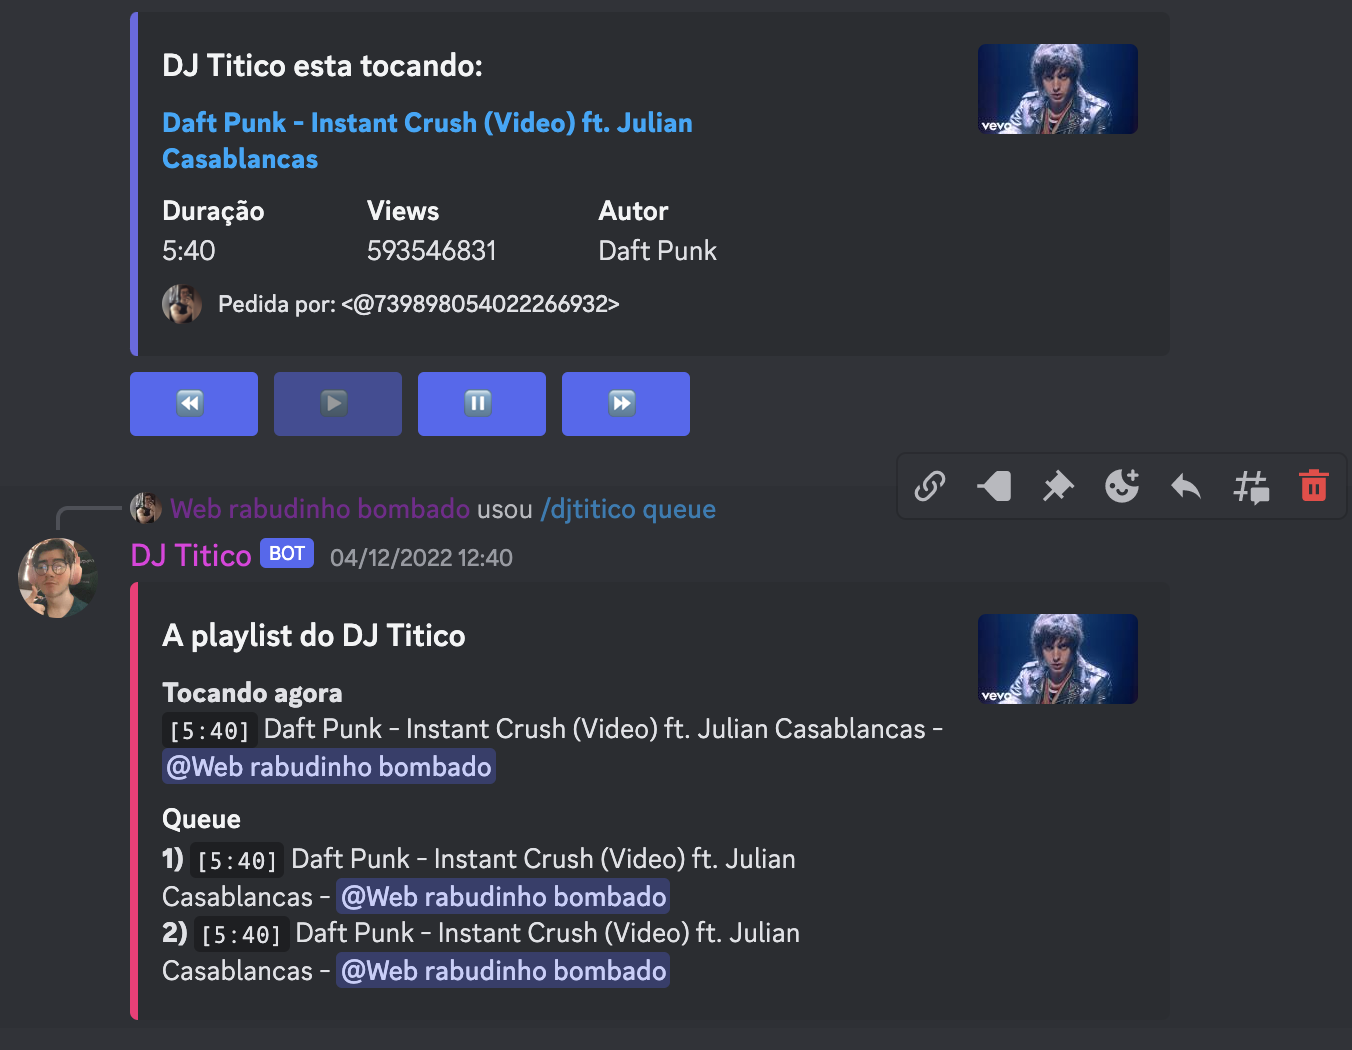 DJ Titico esta tocando:
vevo
Daft Punk - Instant Crush (Video) ft. Julian
Casablancas
Duração Views Autor
5:40 593546831 Daft Punk
Pedida por: <@739898054022266932>
Web rabudinho bombado usou /djtitico queue
DJ Titico BOT 04/12/2022 12:40
A playlist do DJ Titico
vevo
Tocando agora
[5:40] Daft Punk - Instant Crush (Video) ft. Julian Casablancas -
@Web rabudinho bombado
Queue
1) [5:40] Daft Punk - Instant Crush (Video) ft. Julian
Casablancas - @Web rabudinho bombado
2) [5:40] Daft Punk - Instant Crush (Video) ft. Julian
Casablancas - @Web rabudinho bombado